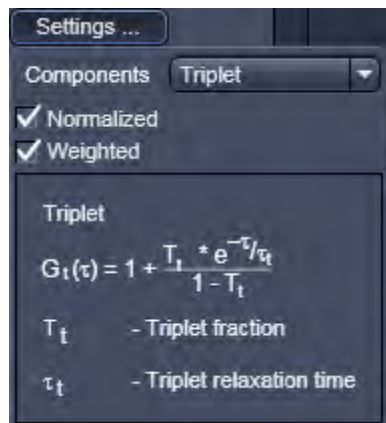 Settings ...
Components Triplet
Normalized
Weighted
Triplet
Gt(τ) = 1 + Tt * e^−τ/τt / 1 - Tt
Tt - Triplet fraction
τt - Triplet relaxation time